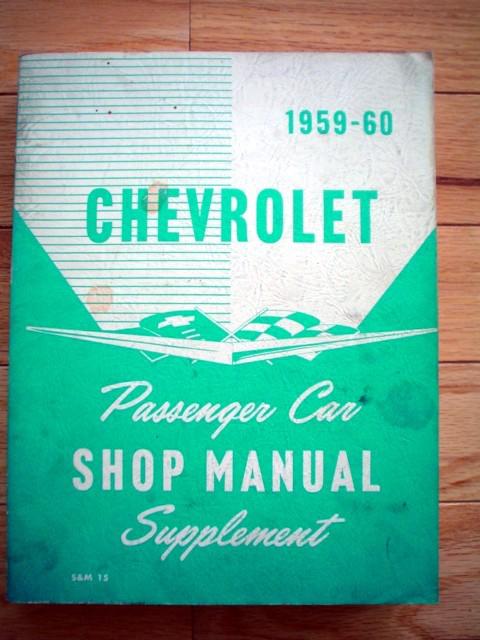 1959-60
CHEVROLET
Passenger Car
SHOP MANUAL
Supplement
S&M 15